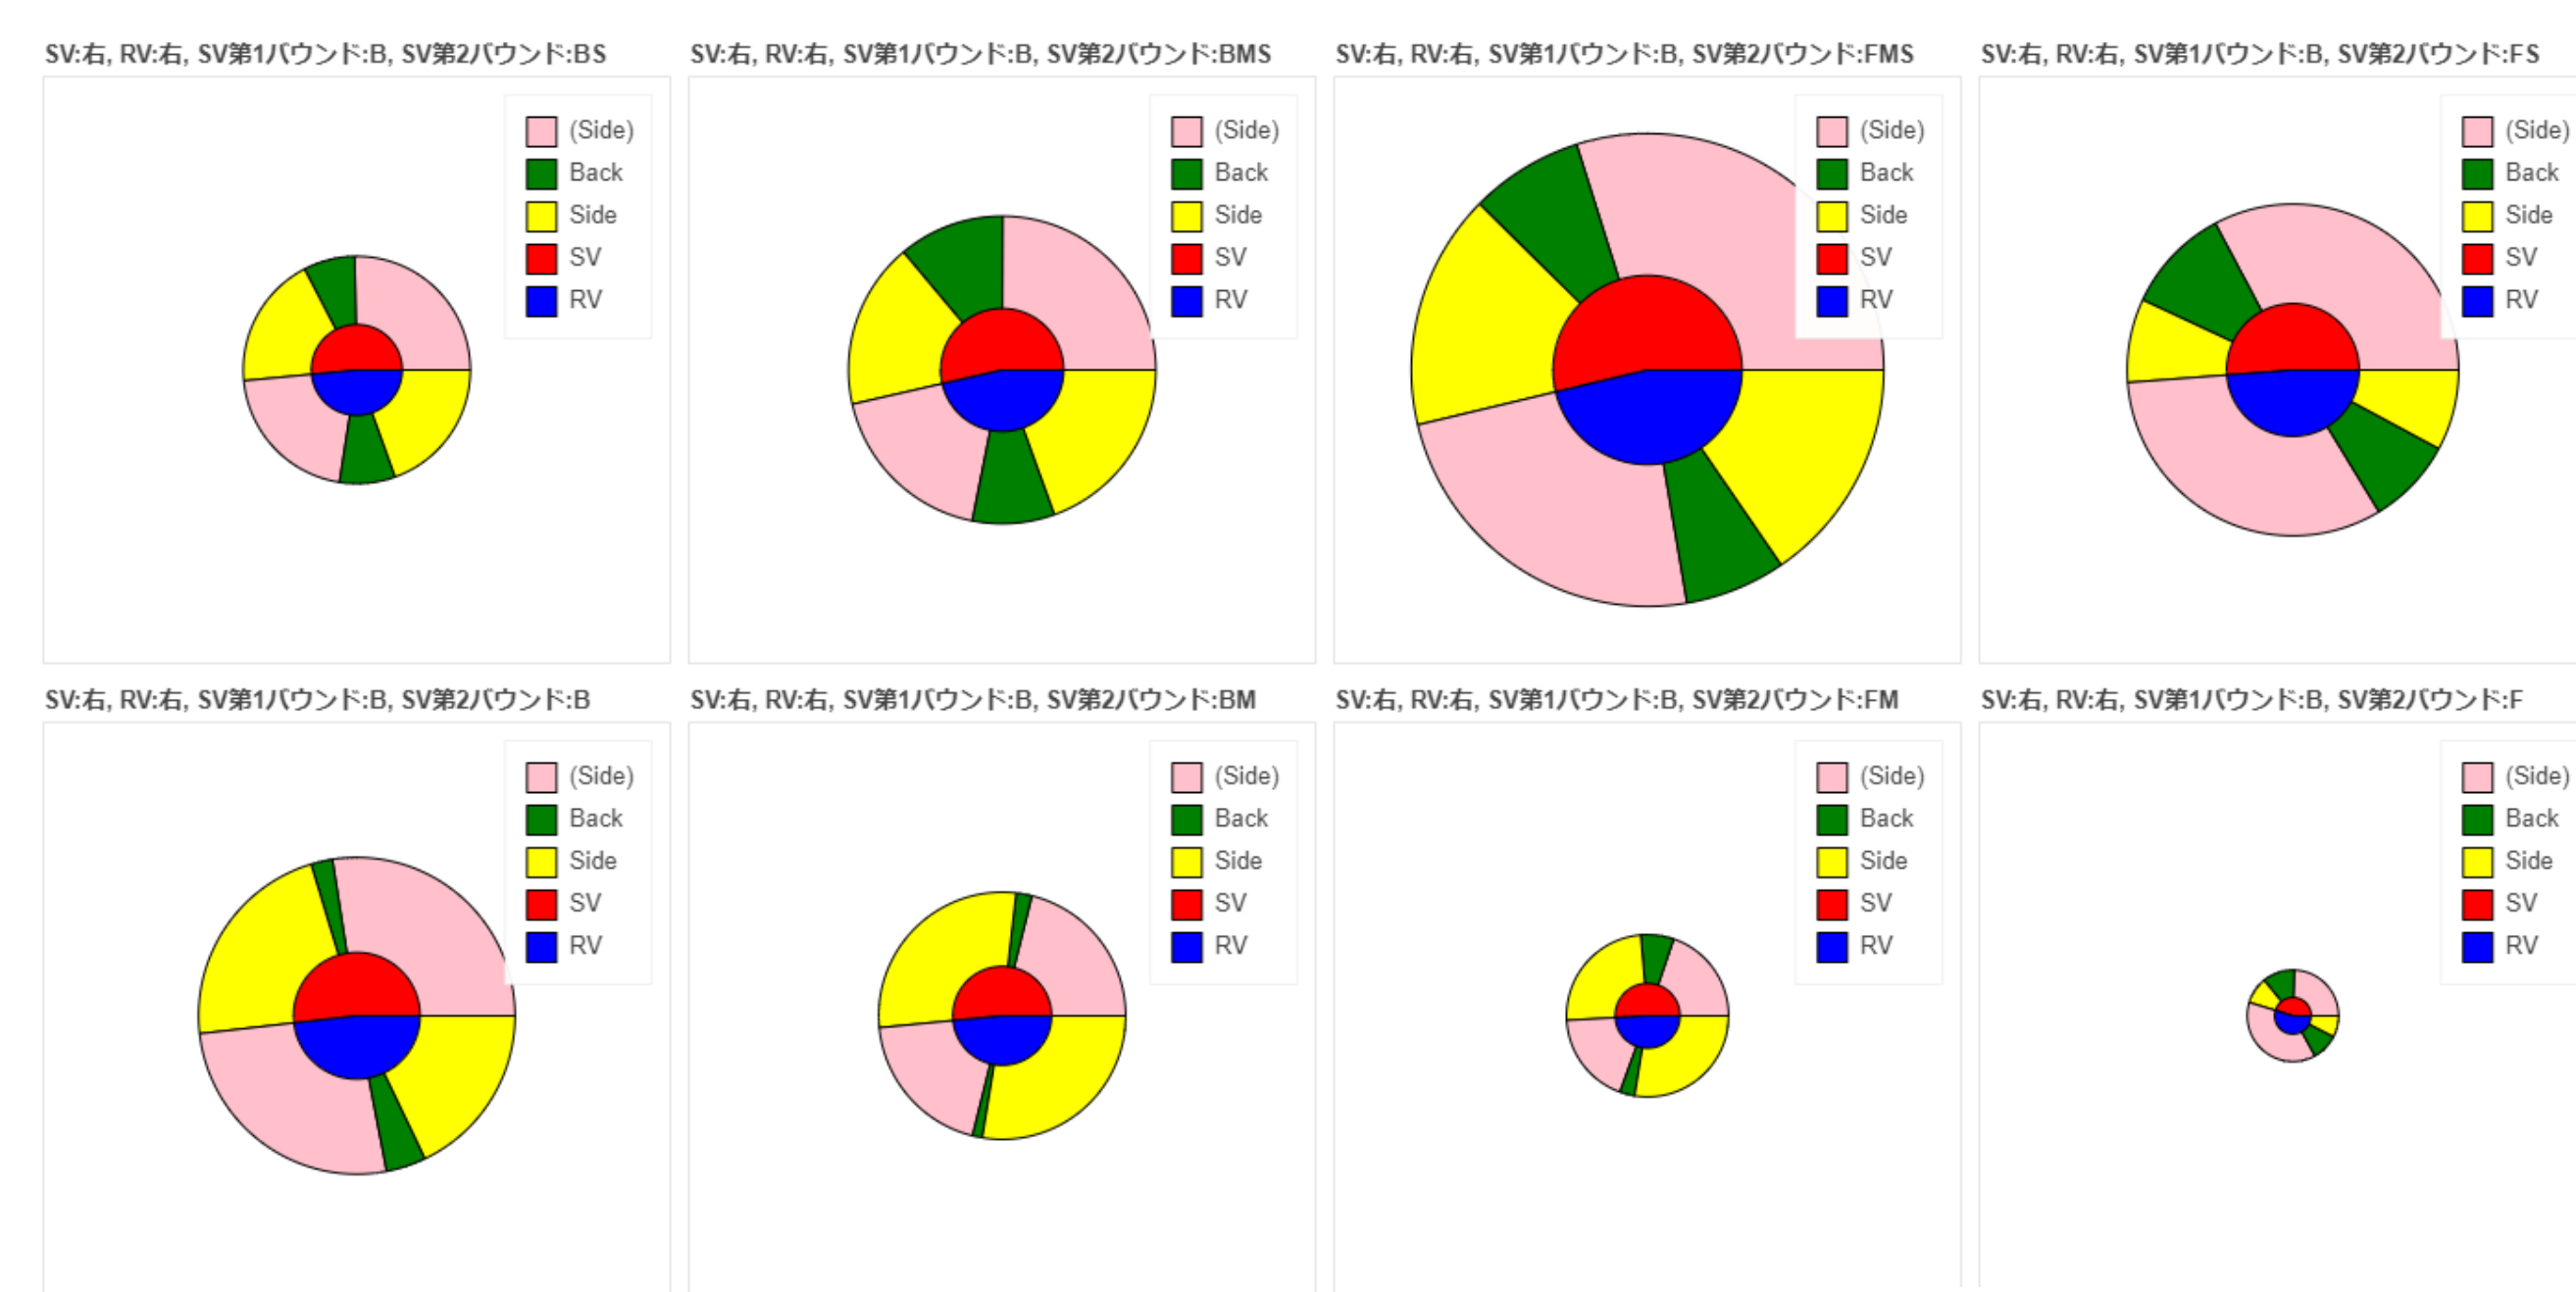 SV:右, RV:右, SV第1バウンド:B, SV第2バウンド:BS
(Side)
Back
Side
SV
RV
SV:右, RV:右, SV第1バウンド:B, SV第2バウンド:BMS
(Side)
Back
Side
SV
RV
SV:右, RV:右, SV第1バウンド:B, SV第2バウンド:FMS
(Side)
Back
Side
SV
RV
SV:右, RV:右, SV第1バウンド:B, SV第2バウンド:FS
(Side)
Back
Side
SV
RV
SV:右, RV:右, SV第1バウンド:B, SV第2バウンド:B
(Side)
Back
Side
SV
RV
SV:右, RV:右, SV第1バウンド:B, SV第2バウンド:BM
(Side)
Back
Side
SV
RV
SV:右, RV:右, SV第1バウンド:B, SV第2バウンド:FM
(Side)
Back
Side
SV
RV
SV:右, RV:右, SV第1バウンド:B, SV第2バウンド:F
(Side)
Back
Side
SV
RV